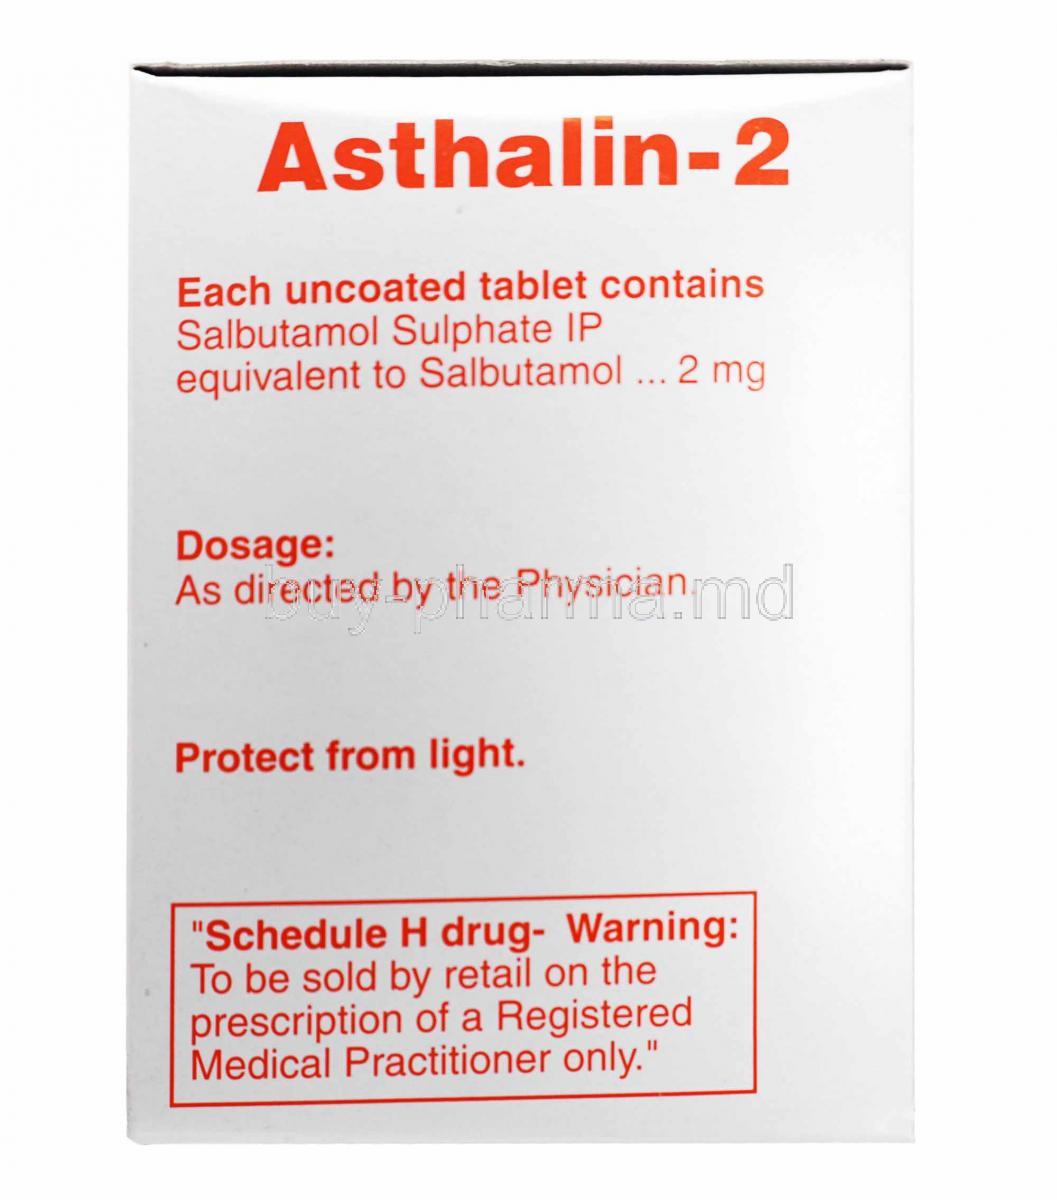 Asthalin-2
Each uncoated tablet contains
Salbutamol Sulphate IP
equivalent to Salbutamol ... 2 mg
Dosage:
As directed by the Physician.
buy-pharma.md
Protect from light.
"Schedule H drug- Warning:
To be sold by retail on the
prescription of a Registered
Medical Practitioner only."